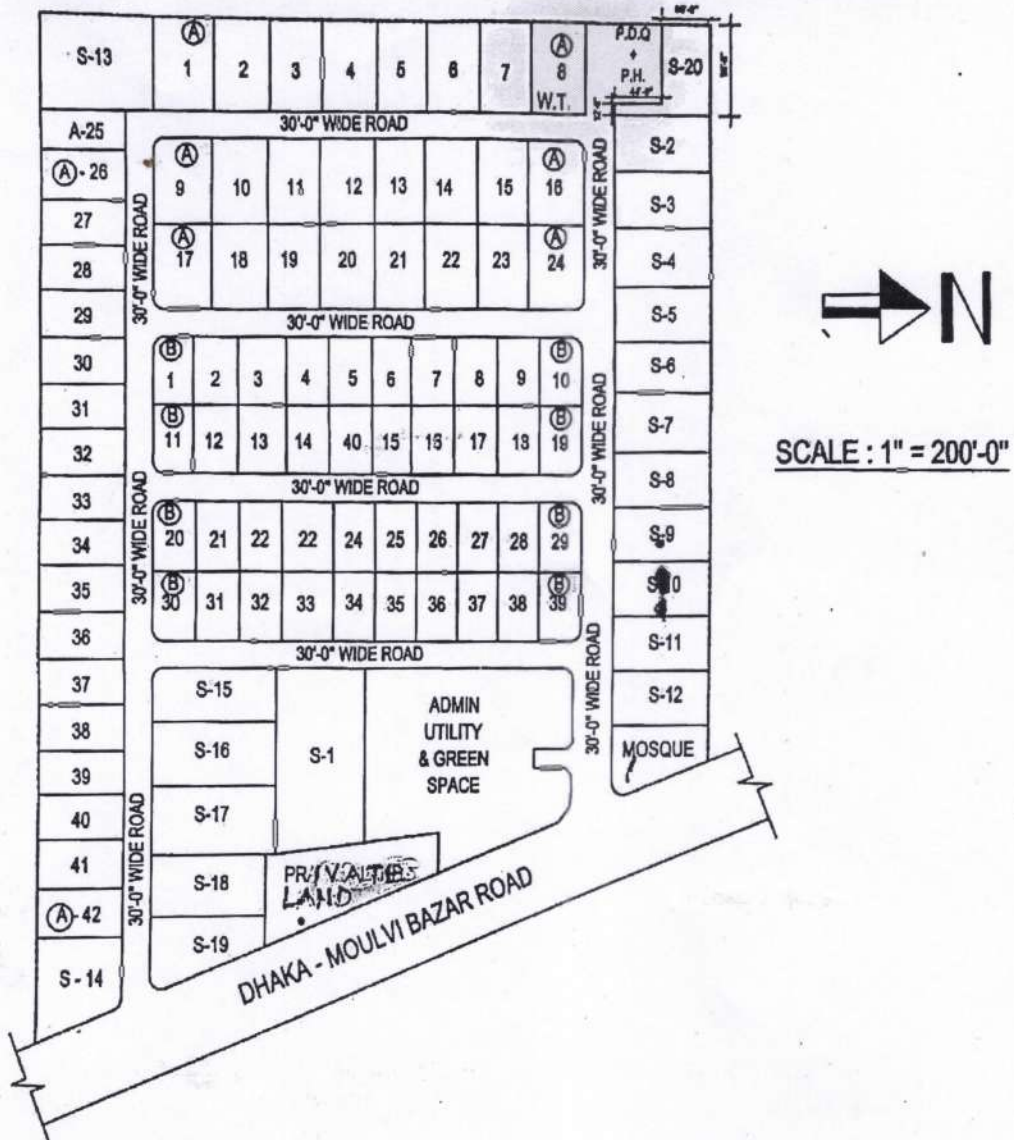 S-13
Ⓐ
1
2
3
4
5
6
7
Ⓐ
8
W.T.
P.D.Q
+
P.H.
S-20
30'-0" WIDE ROAD
A-25
Ⓐ-26
27
28
29
30
31
32
33
34
35
36
37
38
39
40
41
Ⓐ-42
S-14
30'-0" WIDE ROAD
30'-0" WIDE ROAD
30'-0" WIDE ROAD
Ⓐ
9
10
11
12
13
14
15
Ⓐ
16
Ⓐ
17
18
19
20
21
22
23
Ⓐ
24
30'-0" WIDE ROAD
Ⓑ
1
2
3
4
5
6
7
8
9
Ⓑ
10
Ⓑ
11
12
13
14
40
15
16
17
18
Ⓑ
19
30'-0" WIDE ROAD
Ⓑ
20
21
22
22
24
25
26
27
28
Ⓑ
29
Ⓑ
30
31
32
33
34
35
36
37
38
Ⓑ
39
30'-0" WIDE ROAD
30'-0" WIDE ROAD
30'-0" WIDE ROAD
30'-0" WIDE ROAD
S-2
S-3
S-4
S-5
S-6
S-7
S-8
S-9
S-10
S-11
S-12
MOSQUE
S-15
S-16
S-17
S-18
S-19
S-1
ADMIN
UTILITY
& GREEN
SPACE
LAND
DHAKA - MOULVI BAZAR ROAD
N
SCALE : 1" = 200'-0"